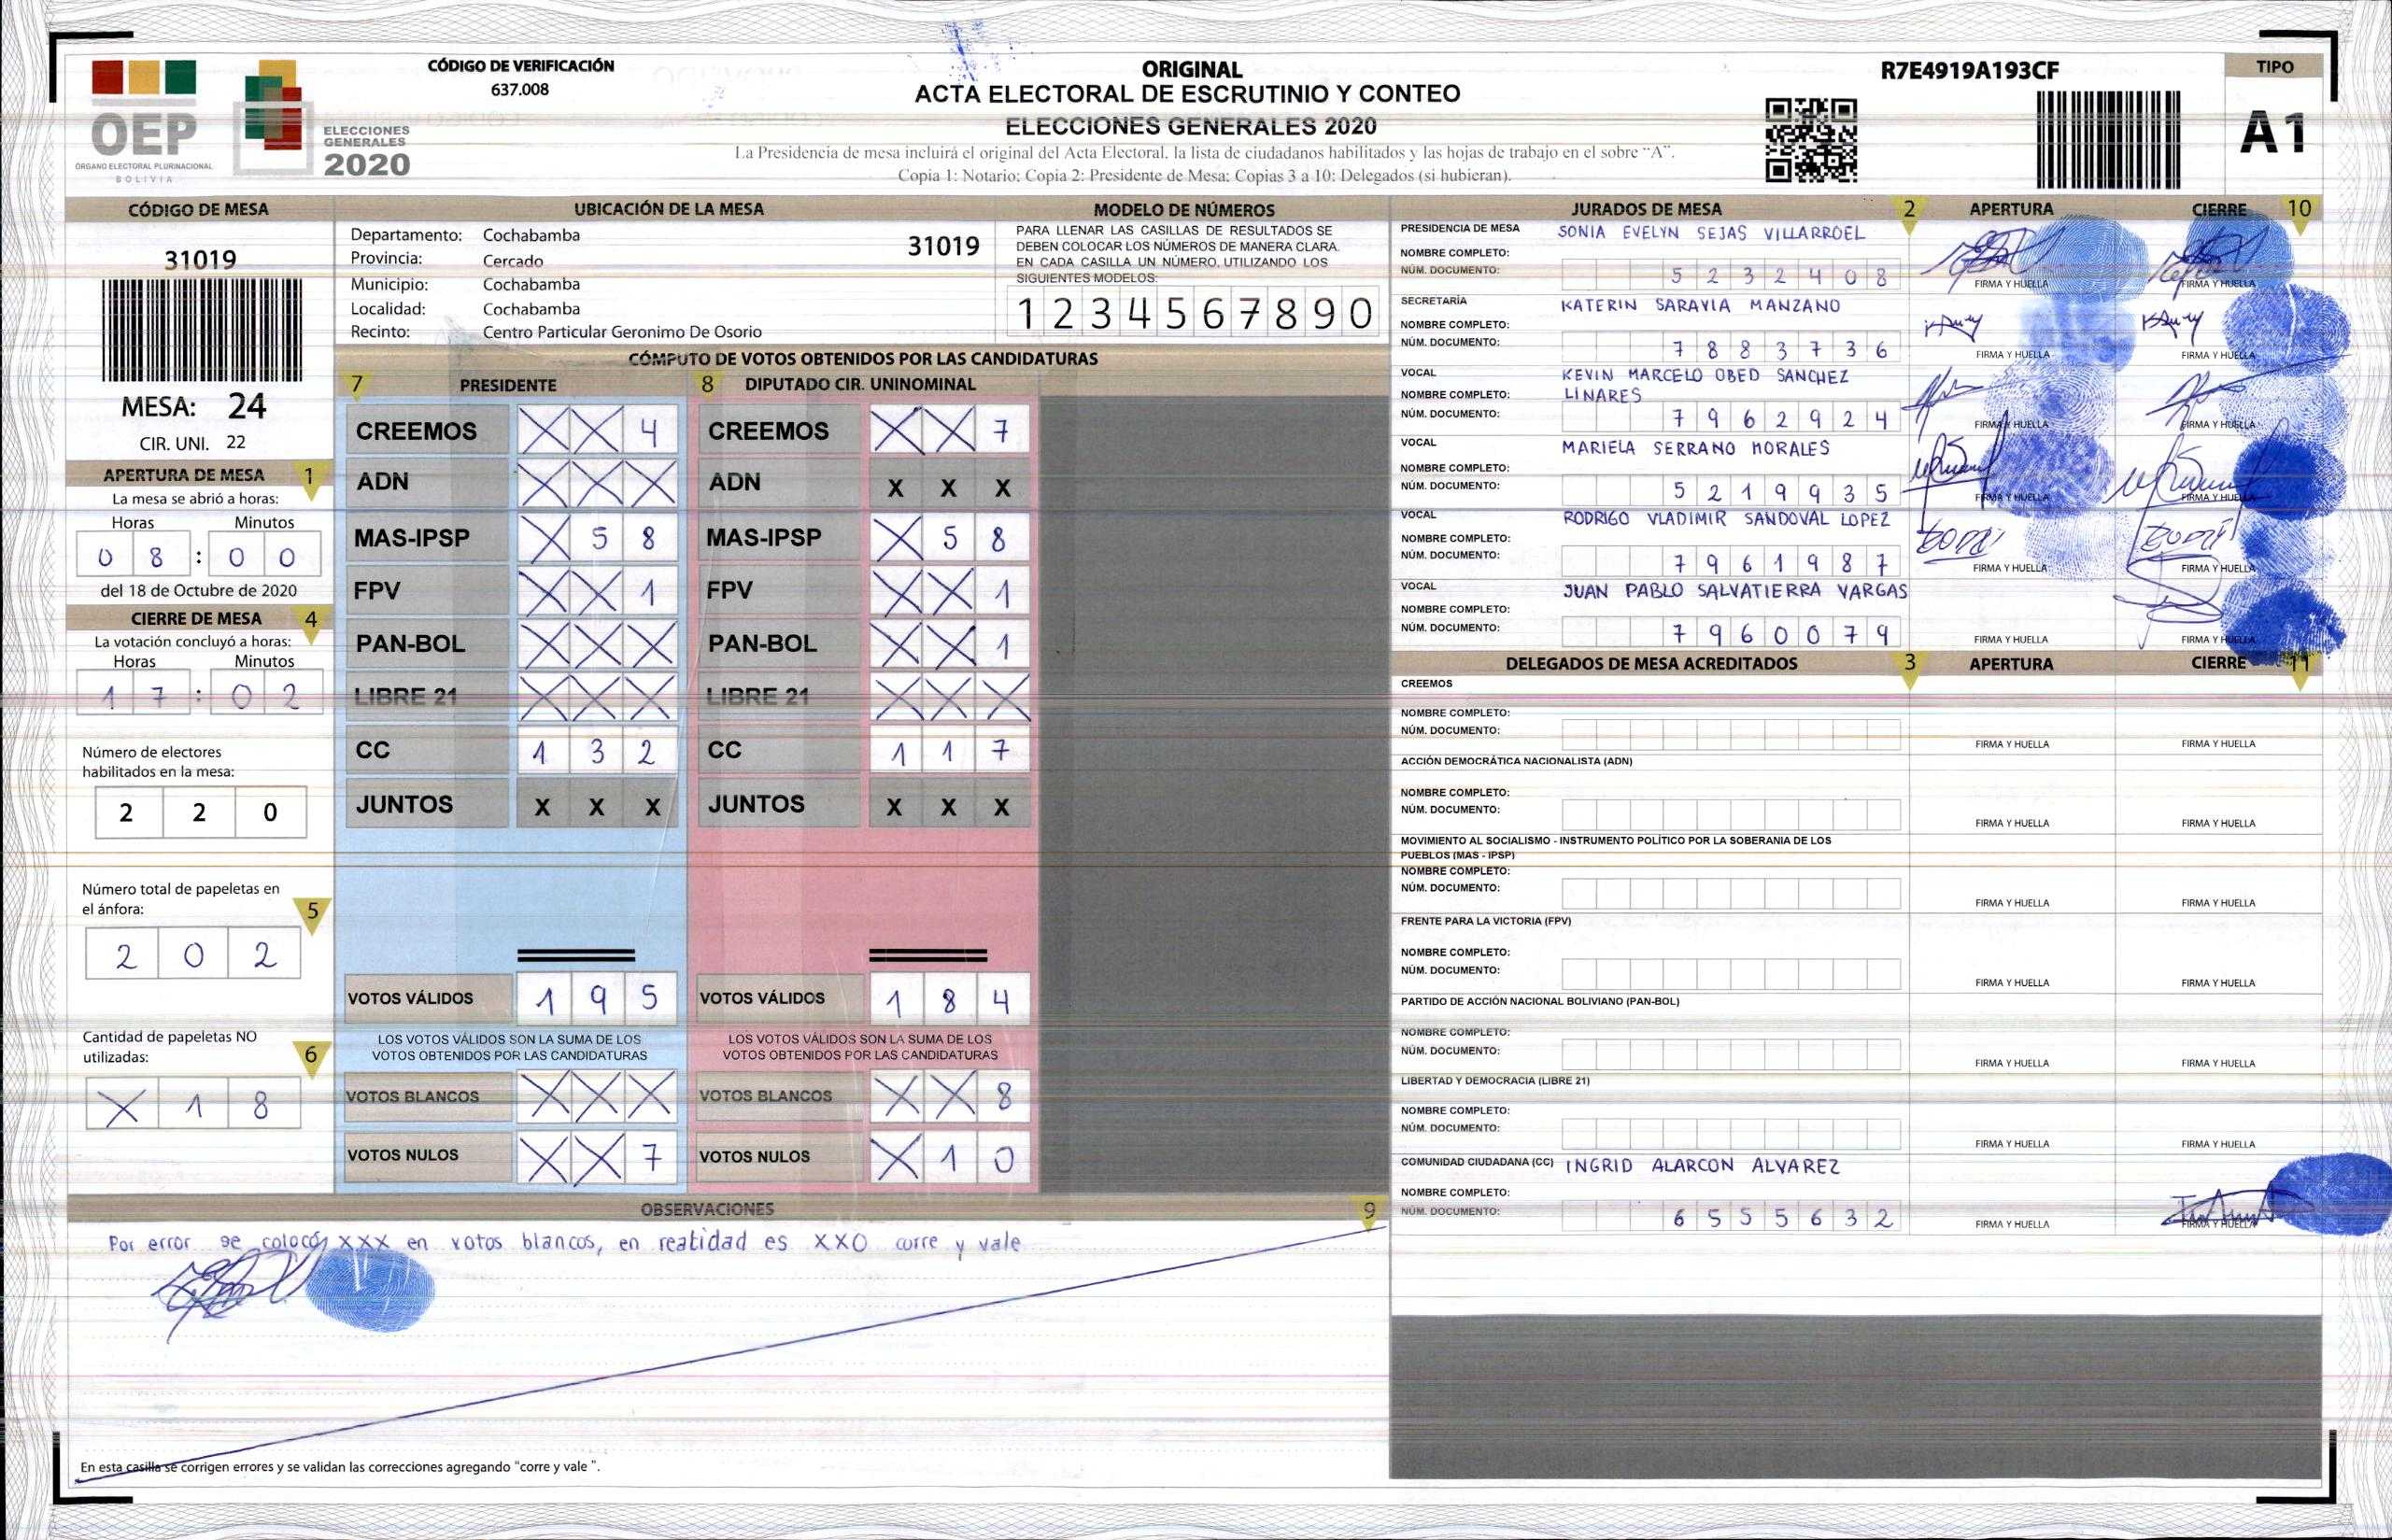 CÓDIGO DE VERIFICACIÓN
637.008
OEP
ÓRGANO ELECTORAL PLURINACIONAL
BOLIVIA
ELECCIONES
GENERALES
2020
ORIGINAL
ACTA ELECTORAL DE ESCRUTINIO Y CONTEO
ELECCIONES GENERALES 2020
La Presidencia de mesa incluirá el original del Acta Electoral, la lista de ciudadanos habilitados y las hojas de trabajo en el sobre "A".
Copia 1: Notario; Copia 2: Presidente de Mesa; Copias 3 a 10: Delegados (si hubieran).
R7E4919A193CF
TIPO
A1
CÓDIGO DE MESA
31019
MESA: 24
CIR. UNI. 22
UBICACIÓN DE LA MESA
Departamento: Cochabamba
31019
Provincia: Cercado
Municipio: Cochabamba
Localidad: Cochabamba
Recinto: Centro Particular Geronimo De Osorio
MODELO DE NÚMEROS
PARA LLENAR LAS CASILLAS DE RESULTADOS SE
DEBEN COLOCAR LOS NÚMEROS DE MANERA CLARA.
EN CADA CASILLA UN NÚMERO, UTILIZANDO LOS
SIGUIENTES MODELOS:
1 2 3 4 5 6 7 8 9 0
APERTURA DE MESA 1
La mesa se abrió a horas:
Horas Minutos
0 8 : 0 0
del 18 de Octubre de 2020
CIERRE DE MESA 4
La votación concluyó a horas:
Horas Minutos
1 7 : 0 2
Número de electores
habilitados en la mesa:
2 2 0
Número total de papeletas en
el ánfora:
5
2 0 2
Cantidad de papeletas NO
utilizadas:
6
X 1 8
CÓMPUTO DE VOTOS OBTENIDOS POR LAS CANDIDATURAS
7 PRESIDENTE
CREEMOS X X 4
ADN X X X
MAS-IPSP X 5 8
FPV X X 1
PAN-BOL X X X
LIBRE 21 X X X
CC 1 3 2
JUNTOS X X X
VOTOS VÁLIDOS 1 9 5
LOS VOTOS VÁLIDOS SON LA SUMA DE LOS
VOTOS OBTENIDOS POR LAS CANDIDATURAS
VOTOS BLANCOS X X X
VOTOS NULOS X X 7
8 DIPUTADO CIR. UNINOMINAL
CREEMOS X X 7
ADN X X X
MAS-IPSP X 5 8
FPV X X 1
PAN-BOL X X 1
LIBRE 21 X X X
CC 1 1 7
JUNTOS X X X
VOTOS VÁLIDOS 1 8 4
LOS VOTOS VÁLIDOS SON LA SUMA DE LOS
VOTOS OBTENIDOS POR LAS CANDIDATURAS
VOTOS BLANCOS X X 8
VOTOS NULOS X 1 0
OBSERVACIONES 9
Por error se colocó XXX en votos blancos, en realidad es XXO corre y vale
En esta casilla se corrigen errores y se validan las correcciones agregando "corre y vale ".
JURADOS DE MESA 2 APERTURA CIERRE 10
PRESIDENCIA DE MESA SONIA EVELYN SEJAS VILLARROEL
NOMBRE COMPLETO:
NÚM. DOCUMENTO: 5 2 3 2 4 0 8
FIRMA Y HUELLA FIRMA Y HUELLA
SECRETARÍA KATERIN SARAVIA MANZANO
NOMBRE COMPLETO:
NÚM. DOCUMENTO: 7 8 8 3 7 3 6
FIRMA Y HUELLA FIRMA Y HUELLA
VOCAL KEVIN MARCELO OBED SANCHEZ
NOMBRE COMPLETO: LINARES
NÚM. DOCUMENTO: 7 9 6 2 9 2 4
FIRMA Y HUELLA FIRMA Y HUELLA
VOCAL MARIELA SERRANO MORALES
NOMBRE COMPLETO:
NÚM. DOCUMENTO: 5 2 1 9 9 3 5
FIRMA Y HUELLA FIRMA Y HUELLA
VOCAL RODRIGO VLADIMIR SANDOVAL LOPEZ
NOMBRE COMPLETO:
NÚM. DOCUMENTO: 7 9 6 1 9 8 7
FIRMA Y HUELLA FIRMA Y HUELLA
VOCAL JUAN PABLO SALVATIERRA VARGAS
NOMBRE COMPLETO:
NÚM. DOCUMENTO: 7 9 6 0 0 7 9
FIRMA Y HUELLA FIRMA Y HUELLA
DELEGADOS DE MESA ACREDITADOS 3 APERTURA CIERRE 11
CREEMOS
NOMBRE COMPLETO:
NÚM. DOCUMENTO:
FIRMA Y HUELLA FIRMA Y HUELLA
ACCIÓN DEMOCRÁTICA NACIONALISTA (ADN)
NOMBRE COMPLETO:
NÚM. DOCUMENTO:
FIRMA Y HUELLA FIRMA Y HUELLA
MOVIMIENTO AL SOCIALISMO - INSTRUMENTO POLÍTICO POR LA SOBERANIA DE LOS
PUEBLOS (MAS - IPSP)
NOMBRE COMPLETO:
NÚM. DOCUMENTO:
FIRMA Y HUELLA FIRMA Y HUELLA
FRENTE PARA LA VICTORIA (FPV)
NOMBRE COMPLETO:
NÚM. DOCUMENTO:
FIRMA Y HUELLA FIRMA Y HUELLA
PARTIDO DE ACCIÓN NACIONAL BOLIVIANO (PAN-BOL)
NOMBRE COMPLETO:
NÚM. DOCUMENTO:
FIRMA Y HUELLA FIRMA Y HUELLA
LIBERTAD Y DEMOCRACIA (LIBRE 21)
NOMBRE COMPLETO:
NÚM. DOCUMENTO:
FIRMA Y HUELLA FIRMA Y HUELLA
COMUNIDAD CIUDADANA (CC) INGRID ALARCON ALVAREZ
NOMBRE COMPLETO:
NÚM. DOCUMENTO: 6 5 5 5 6 3 2
FIRMA Y HUELLA FIRMA Y HUELLA